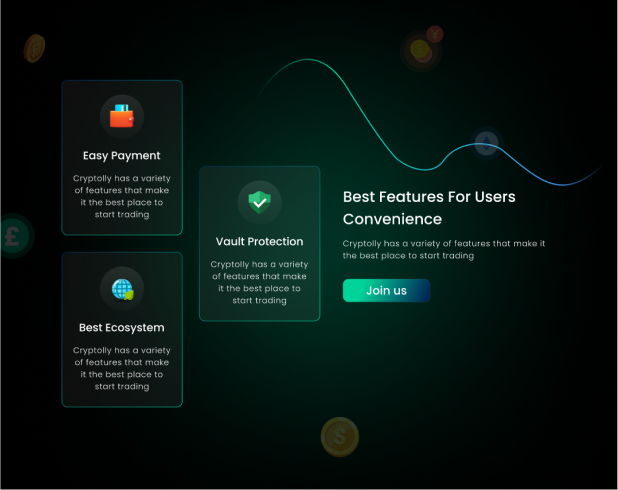 Easy Payment
Cryptolly has a variety
of features that make
it the best place to
start trading
Best Ecosystem
Cryptolly has a variety
of features that make
it the best place to
start trading
Vault Protection
Cryptolly has a variety
of features that make
it the best place to
start trading
Best Features For Users
Convenience
Cryptolly has a variety of features that make it
the best place to start trading
Join us
£
$